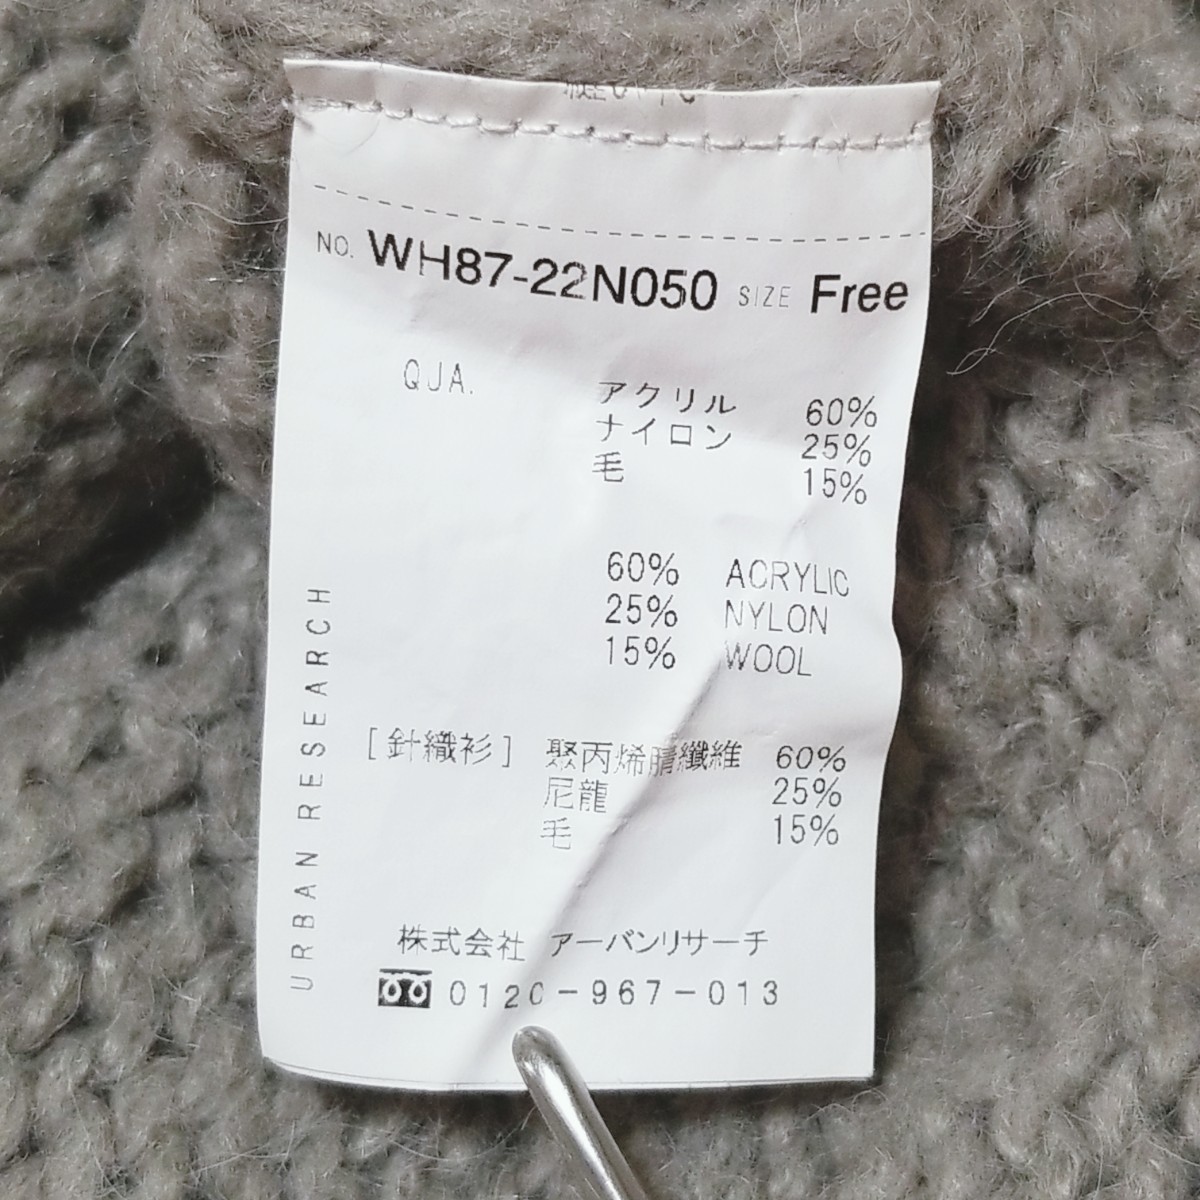 NO. WH87-22N050 SIZE Free
QJA.
アクリル 60%
ナイロン 25%
毛 15%
60% ACRYLIC
25% NYLON
15% WOOL
[針織衫] 聚丙烯腈纖維 60%
尼龍 25%
毛 15%
URBAN RESEARCH
株式会社 アーバンリサーチ
0120-967-013